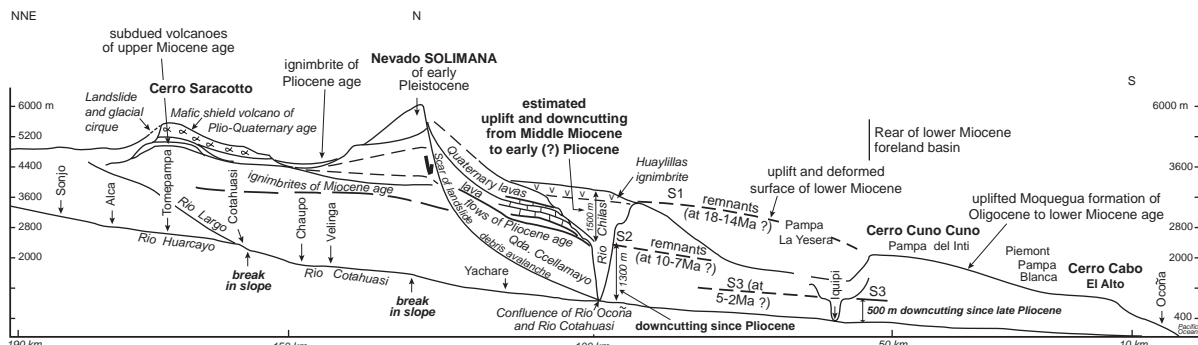 NNE
N
S
subdued volcanoes
of upper Miocene age
Cerro Saracotto
ignimbrite of
Pliocene age
Nevado SOLIMANA
of early
Pleistocene
Landslide
and glacial
cirque
Mafic shield volcano of
Plio-Quaternary age
estimated
uplift and downcutting
from Middle Miocene
to early (?) Pliocene
Huaylillas
ignimbrite
Rear of lower Miocene
foreland basin
uplift and deformed
surface of lower Miocene
uplifted Moquegua formation of
Oligocene to lower Miocene age
6000 m
5200
4400
3600
2800
2000
6000 m
5200
3600
2800
2000
400
Sonjo
Alca
Tomepampa
Cotahuasi
Chaupo
Velinga
Rio Largo
Rio Huarcayo
Rio Cotahuasi
break
in slope
break
in slope
ignimbrites of Miocene age
Scar of landslide
debris avalanche
Quaternary lavas
lava
flows of Pliocene age
Qda. Ccellamayo
Yachare
1500 m
Rio Chilasi
1300 m
S1
remnants
(at 18-14Ma ?)
S2
remnants
(at 10-7Ma ?)
S3 (at
5-2Ma ?)
S3
Pampa
La Yesera
Iquipi
Cerro Cuno Cuno
Pampa del Inti
Piemont
Pampa
Blanca
Cerro Cabo
El Alto
Ocoña
500 m downcutting since late Pliocene
Confluence of Rio Ocoña
and Rio Cotahuasi
downcutting since Pliocene
Pacific
Ocean
190 km
150 km
100 km
50 km
10 km